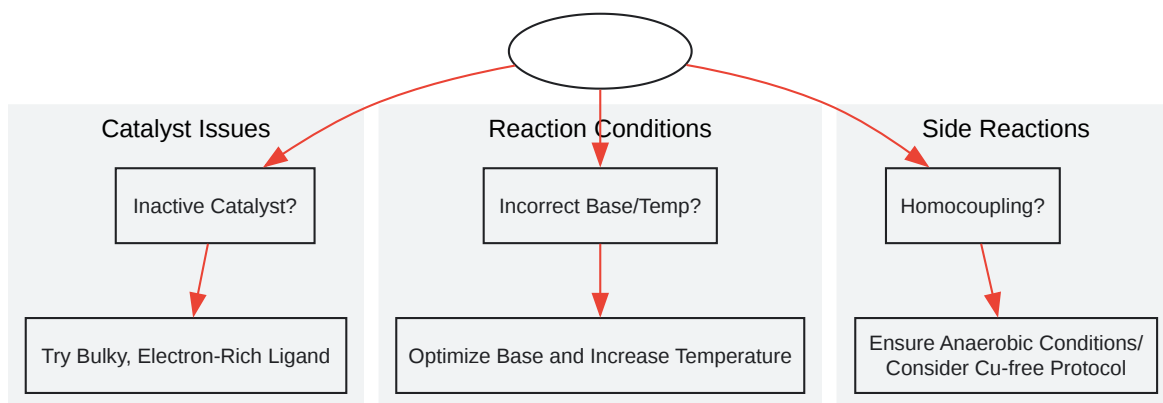 Catalyst Issues
Reaction Conditions
Side Reactions
Inactive Catalyst?
Incorrect Base/Temp?
Homocoupling?
Try Bulky, Electron-Rich Ligand
Optimize Base and Increase Temperature
Ensure Anaerobic Conditions/
Consider Cu-free Protocol